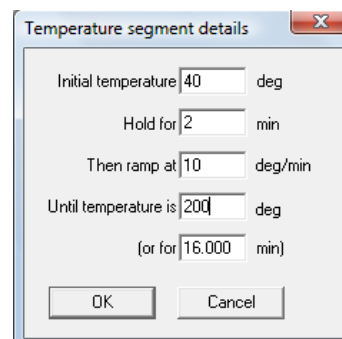 Temperature segment details
Initial temperature 40 deg
Hold for 2 min
Then ramp at 10 deg/min
Until temperature is 200 deg
(or for 16.000 min)
OK Cancel